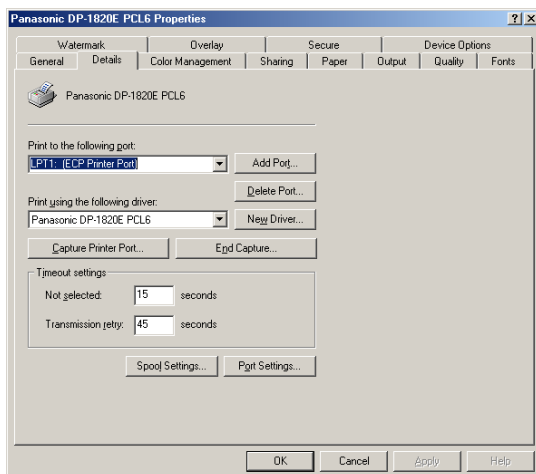 Panasonic DP-1820E PCL6 Properties
Watermark Overlay Secure Device Options
General Details Color Management Sharing Paper Output Quality Fonts
Panasonic DP-1820E PCL6
Print to the following port:
LPT1: (ECP Printer Port) Add Port...
Delete Port...
Print using the following driver:
Panasonic DP-1820E PCL6 New Driver...
Capture Printer Port... End Capture...
Timeout settings
Not selected: 15 seconds
Transmission retry: 45 seconds
Spool Settings... Port Settings...
OK Cancel Apply Help